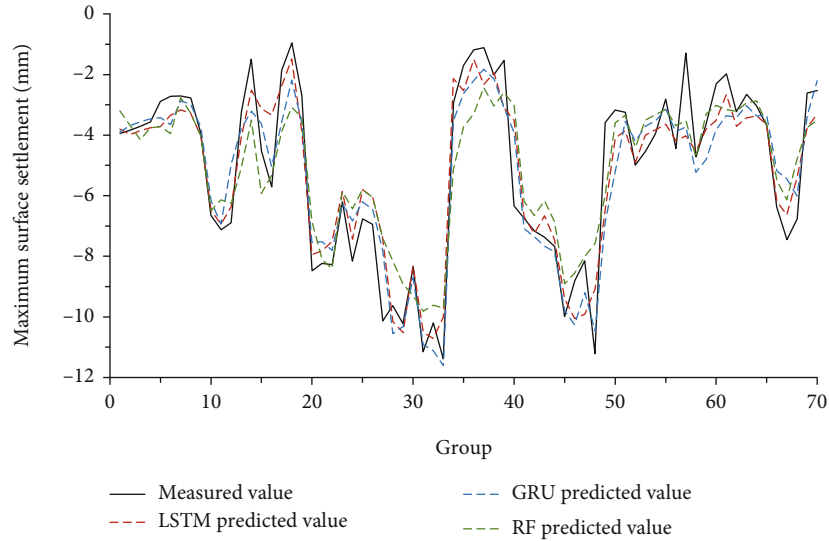 Maximum surface settlement (mm)
0
−2
−4
−6
−8
−10
−12
0 10 20 30 40 50 60 70
Group
Measured value
LSTM predicted value
GRU predicted value
RF predicted value